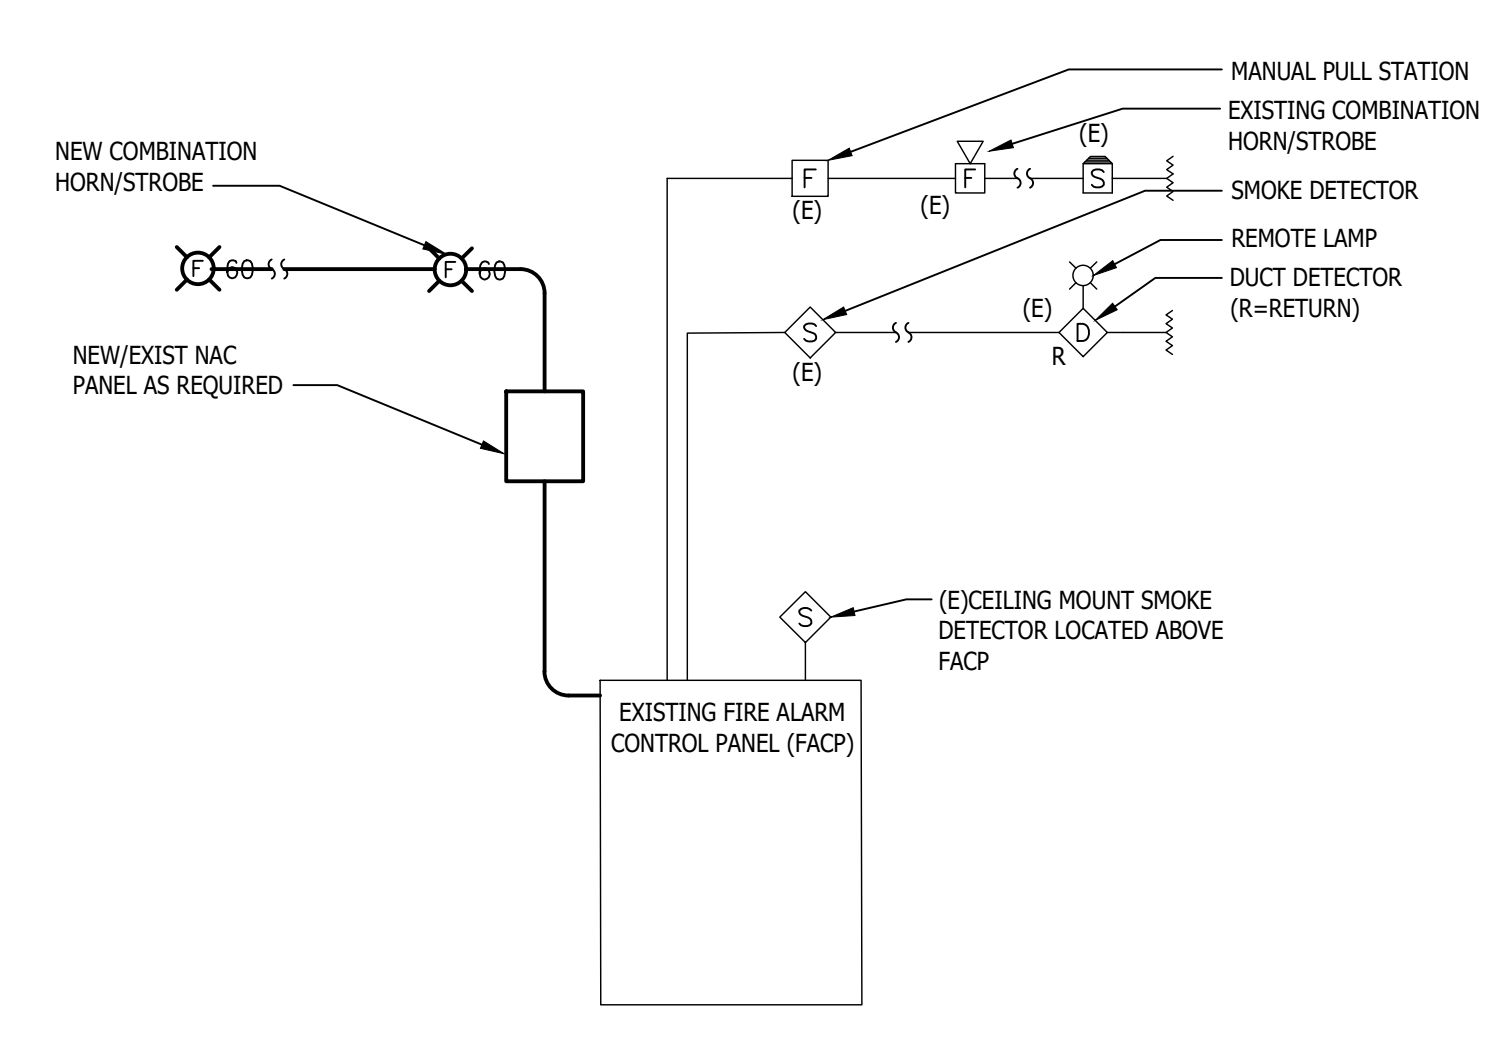 MANUAL PULL STATION
EXISTING COMBINATION
HORN/STROBE
(E)
NEW COMBINATION
HORN/STROBE
F
F
S
(E)
(E)
SMOKE DETECTOR
REMOTE LAMP
F
60
F
60
DUCT DETECTOR
(R=RETURN)
(E)
S
D
R
(E)
NEW/EXIST NAC
PANEL AS REQUIRED
S
(E)CEILING MOUNT SMOKE
DETECTOR LOCATED ABOVE
FACP
EXISTING FIRE ALARM
CONTROL PANEL (FACP)